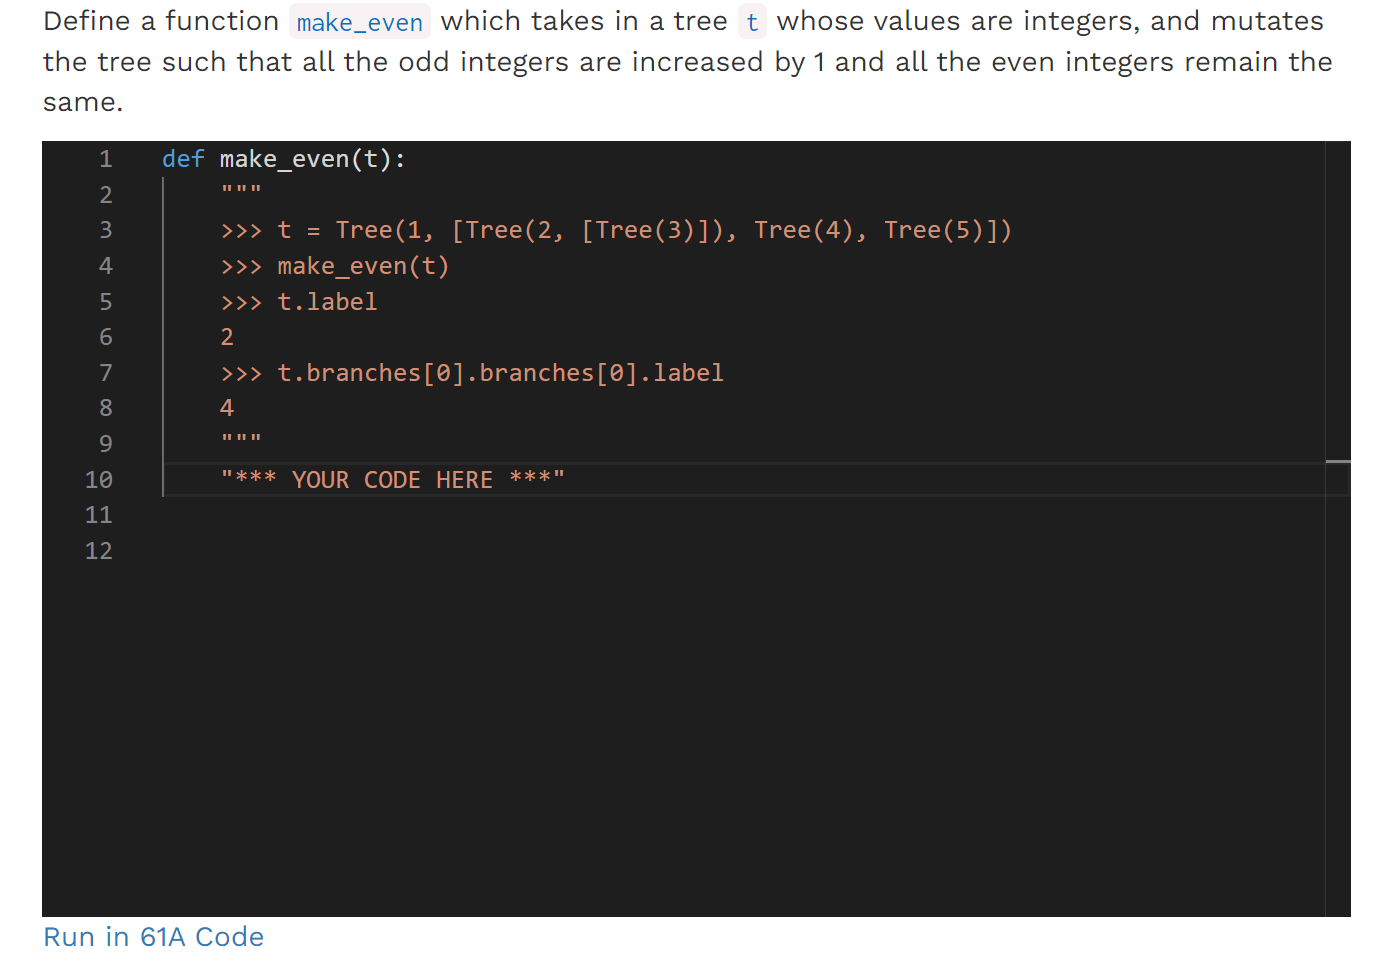 Define a function make_even which takes in a tree t whose values are integers, and mutates
the tree such that all the odd integers are increased by 1 and all the even integers remain the
same.
1 def make_even(t):
2 """
3 >>> t = Tree(1, [Tree(2, [Tree(3)]), Tree(4), Tree(5)])
4 >>> make_even(t)
5 >>> t.label
6 2
7 >>> t.branches[0].branches[0].label
8 4
9 """
10 "*** YOUR CODE HERE ***"
11
12
Run in 61A Code